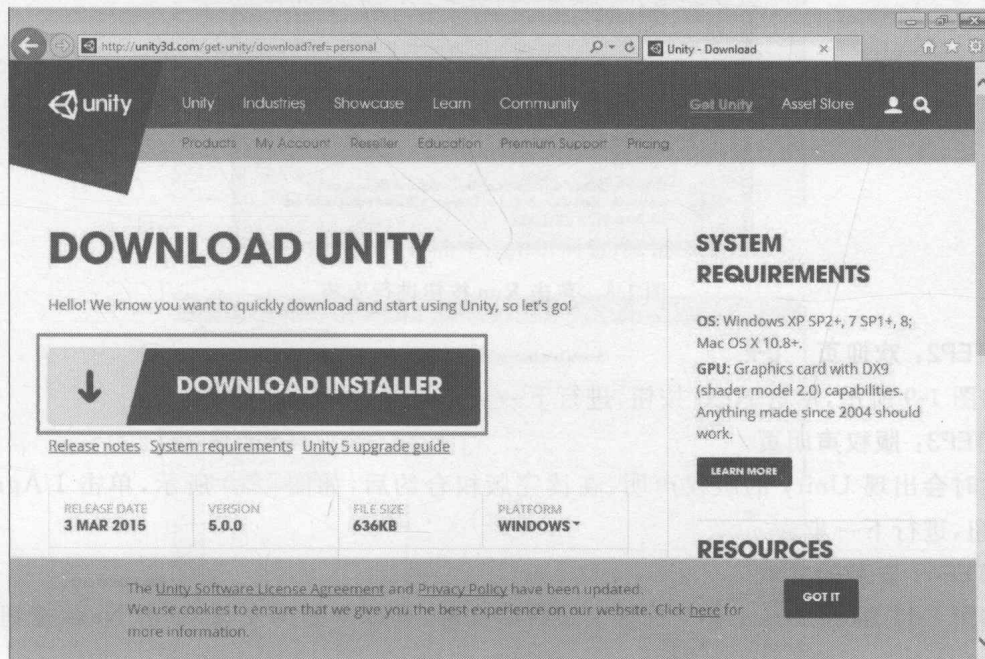 http://unity3d.com/get-unity/download?ref=personal
Unity - Download
unity
Unity Industries Showcase Learn Community Get Unity Asset Store
Products My Account Reseller Education Premium Support Pricing
DOWNLOAD UNITY
Hello! We know you want to quickly download and start using Unity, so let's go!
DOWNLOAD INSTALLER
Release notes System requirements Unity 5 upgrade guide
RELEASE DATE
3 MAR 2015
VERSION
5.0.0
FILE SIZE
636KB
PLATFORM
WINDOWS
SYSTEM
REQUIREMENTS
OS: Windows XP SP2+, 7 SP1+, 8;
Mac OS X 10.8+.
GPU: Graphics card with DX9
(shader model 2.0) capabilities.
Anything made since 2004 should
work.
LEARN MORE
RESOURCES
The Unity Software License Agreement and Privacy Policy have been updated.
We use cookies to ensure that we give you the best experience on our website. Click here for
more information.
GOT IT